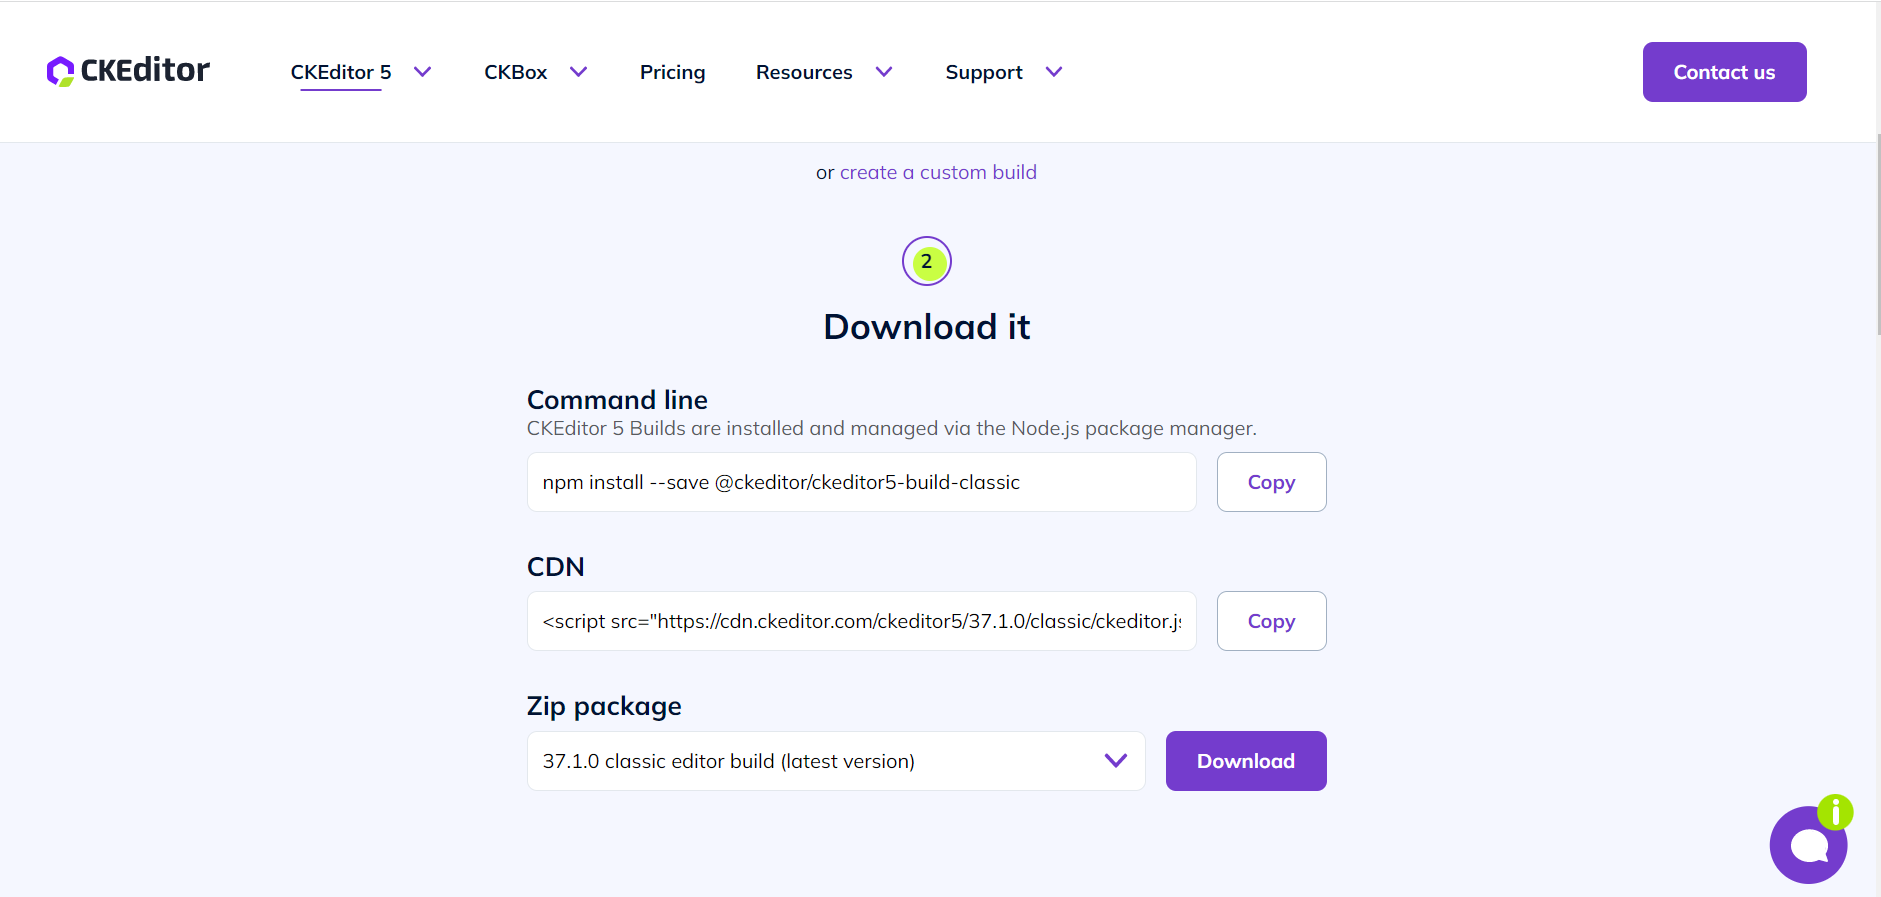 CKEditor
CKEditor 5
CKBox
Pricing
Resources
Support
Contact us
or create a custom build
2
Download it
Command line
CKEditor 5 Builds are installed and managed via the Node.js package manager.
npm install --save @ckeditor/ckeditor5-build-classic
Copy
CDN
<script src="https://cdn.ckeditor.com/ckeditor5/37.1.0/classic/ckeditor.js
Copy
Zip package
37.1.0 classic editor build (latest version)
Download
i